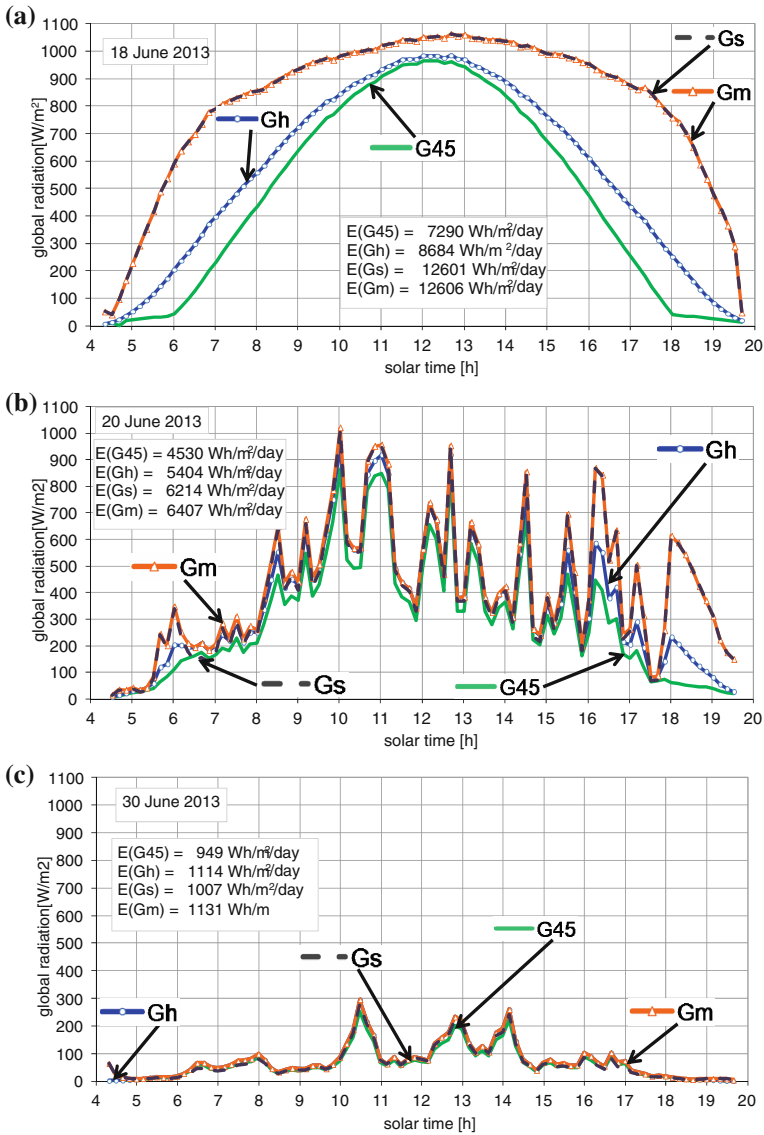 (a)
1100
1000
900
800
700
600
500
400
300
200
100
0
global radiation[W/m²]
18 June 2013
Gs
Gm
Gh
G45
E(G45) = 7290 Wh/m²/day
E(Gh) = 8684 Wh/m ²/day
E(Gs) = 12601 Wh/m²/day
E(Gm) = 12606 Wh/m²/day
4 5 6 7 8 9 10 11 12 13 14 15 16 17 18 19 20
solar time [h]
(b)
1100
1000
900
800
700
600
500
400
300
200
100
0
global radiation[W/m2]
20 June 2013
E(G45) = 4530 Wh/m²/day
E(Gh) = 5404 Wh/m²/day
E(Gs) = 6214 Wh/m²/day
E(Gm) = 6407 Wh/m²/day
Gh
Gm
Gs
G45
4 5 6 7 8 9 10 11 12 13 14 15 16 17 18 19 20
solar time [h]
(c)
1100
1000
900
800
700
600
500
400
300
200
100
0
global radiation[W/m2]
30 June 2013
E(G45) = 949 Wh/m²/day
E(Gh) = 1114 Wh/m²/day
E(Gs) = 1007 Wh/m²/day
E(Gm) = 1131 Wh/m
G45
Gs
Gh
Gm
4 5 6 7 8 9 10 11 12 13 14 15 16 17 18 19 20
solar time [h]